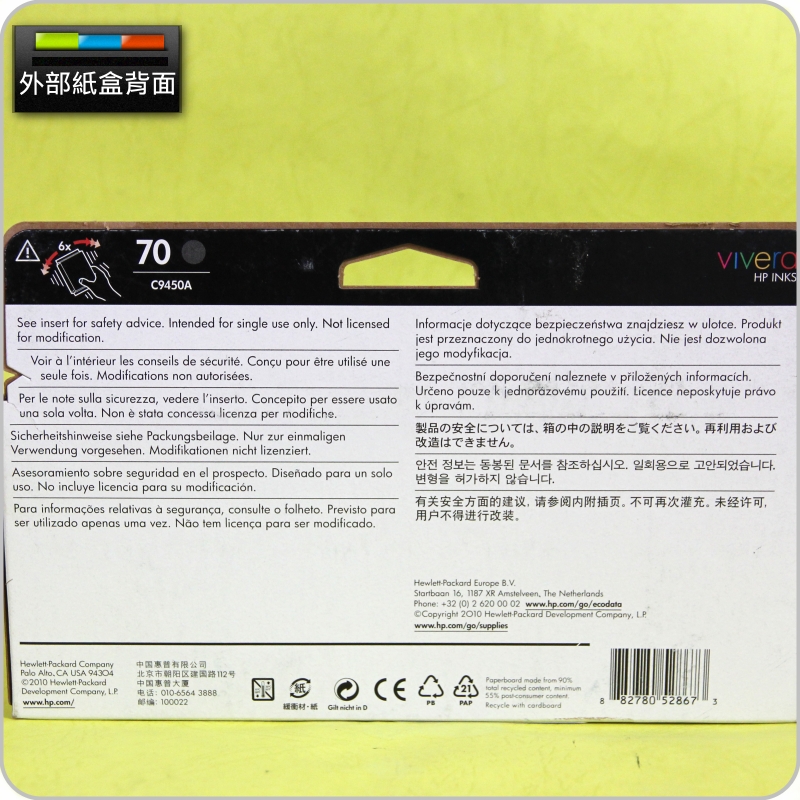 外部紙盒背面
6x
70
C9450A
vivera
HP INKS
See insert for safety advice. Intended for single use only. Not licensed
for modification.
Voir à l'intérieur les conseils de sécurité. Conçu pour être utilisé une
seule fois. Modifications non autorisées.
Per le note sulla sicurezza, vedere l'inserto. Concepito per essere usato
una sola volta. Non è stata concessa licenza per modifiche.
Sicherheitshinweise siehe Packungsbeilage. Nur zur einmaligen
Verwendung vorgesehen. Modifikationen nicht lizenziert.
Asesoramiento sobre seguridad en el prospecto. Diseñado para un solo
uso. No incluye licencia para su modificación.
Para informações relativas à segurança, consulte o folheto. Previsto para
ser utilizado apenas uma vez. Não tem licença para ser modificado.
Informacje dotyczące bezpieczeństwa znajdziesz w ulotce. Produkt
jest przeznaczony do jednokrotnego użycia. Nie jest dozwolona
jego modyfikacja.
Bezpečnostní doporučení naleznete v přiložených informacích.
Určeno pouze k jednorázovému použití. Licence neposkytuje právo
k úpravám.
製品の安全については、箱の中の説明をご覧ください。再利用および
改造はできません。
안전 정보는 동봉된 문서를 참조하십시오. 일회용으로 고안되었습니다.
변형을 허가하지 않습니다.
有关安全方面的建议，请参阅内附插页。不可再次灌充。未经许可，
用户不得进行改装。
Hewlett-Packard Europe B.V.
Startbaan 16, 1187 XR Amstelveen, The Netherlands
Phone: +32 (0) 2 620 00 02 www.hp.com/go/ecodata
©Copyright 2010 Hewlett-Packard Development Company, L.P.
www.hp.com/go/supplies
Hewlett-Packard Company
Palo Alto, CA USA 94304
©2010 Hewlett-Packard
Development Company, L.P.
www.hp.com/
中国惠普有限公司
北京市朝阳区建国路112号
中国惠普大厦
电话: 010-6564 3888
邮编: 100022
紙
緩衝材・紙
Gilt nicht in D
CE
PB
21
PAP
Paperboard made from 90%
total recycled content, minimum
55% post-consumer content.
Recycle with cardboard
8 82780 52867 3